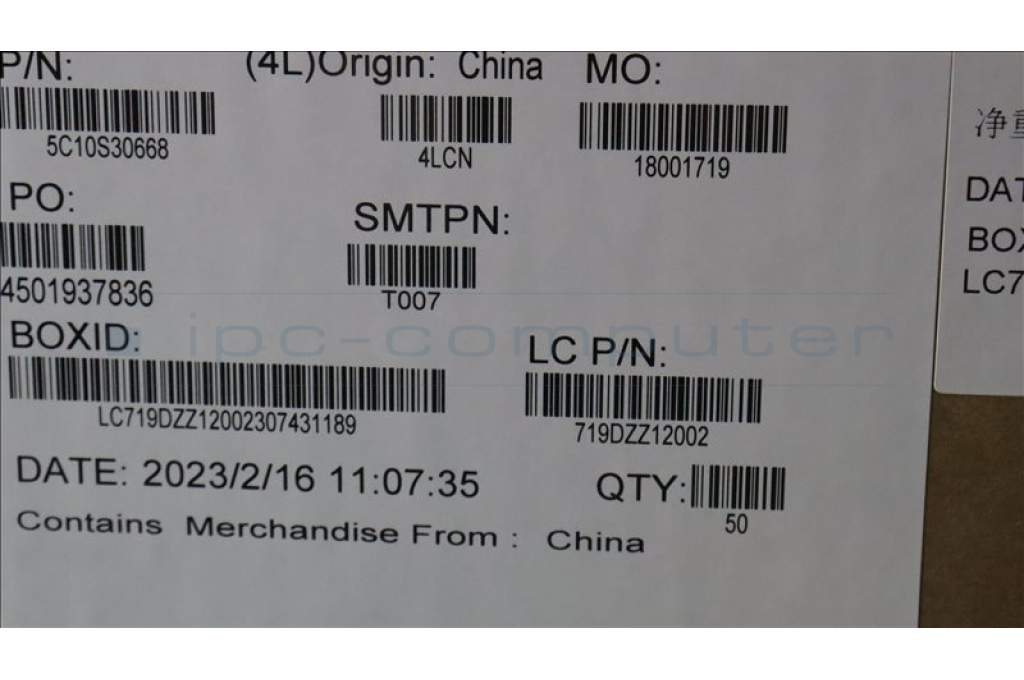 P/N: (4L)Origin: China MO:
5C10S30668 4LCN 18001719
PO: SMTPN:
4501937836 T007
BOXID: LC P/N:
LC719DZZ12002307431189 719DZZ12002
DATE: 2023/2/16 11:07:35 QTY:
50
Contains Merchandise From : China
ipc-computer
净重
DAT
BOX
LC7